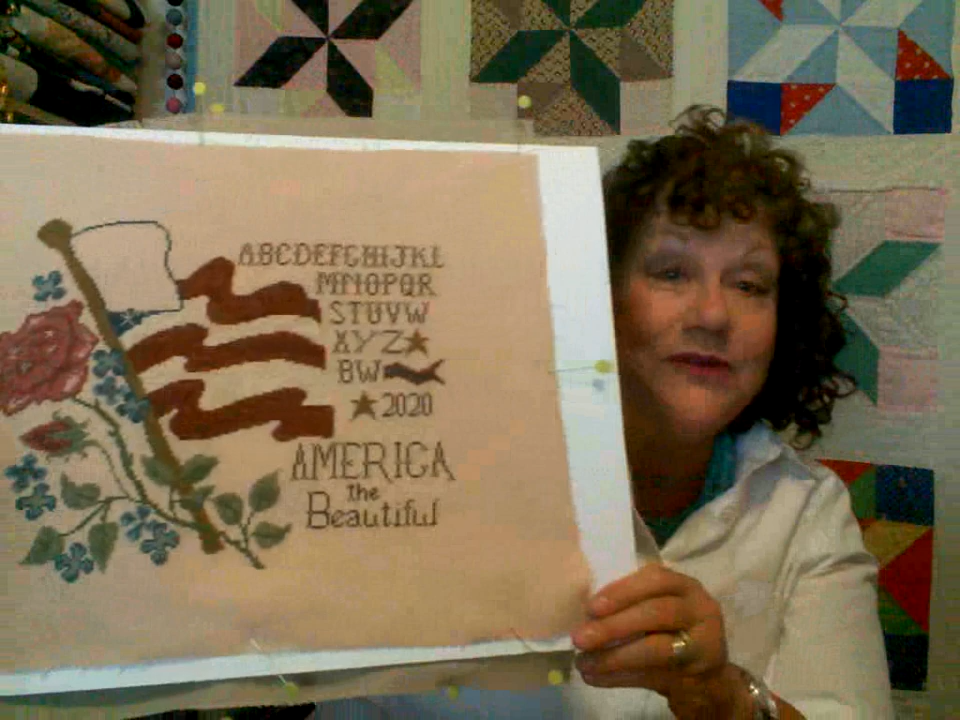 ABCDEFGHIJKL
MNOPQR
STUVW
XYZ
BW
2020
AMERICA
the
Beautiful